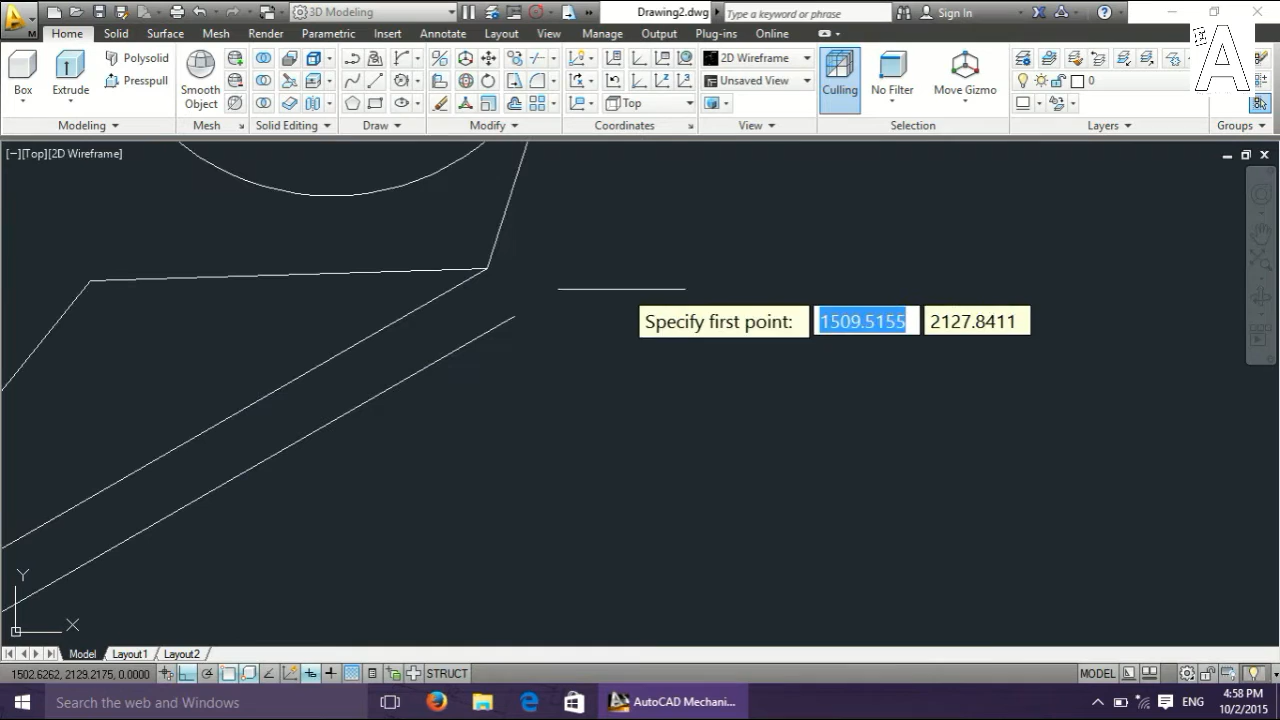 3D Modeling
Drawing2.dwg
Type a keyword or phrase
Sign In
Home Solid Surface Mesh Render Parametric Insert Annotate Layout View Manage Output Plug-ins Online
Polysolid
2D Wireframe
Presspull
Unsaved View
0
Box Extrude Smooth Object Top Culling No Filter Move Gizmo
Modeling Mesh Solid Editing Draw Modify Coordinates View Selection Layers Groups
[−][Top][2D Wireframe]
Specify first point: 1509.5155 2127.8411
Y
X
Model Layout1 Layout2
1502.6262, 2129.2175, 0.0000 STRUCT MODEL
Search the web and Windows
AutoCAD Mechani...
ENG
4:58 PM
10/2/2015